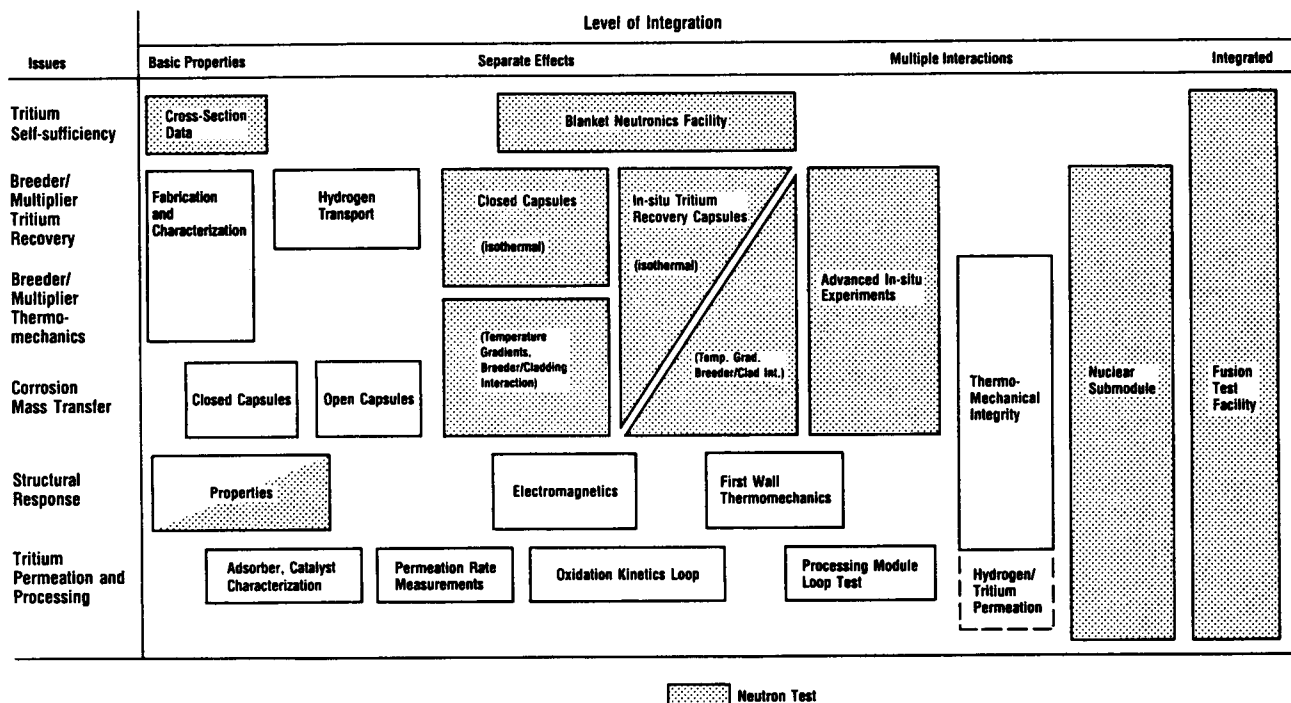 Level of Integration
Issues
Basic Properties
Separate Effects
Multiple Interactions
Integrated
Tritium
Self-sufficiency
Cross-Section
Data
Blanket Neutronics Facility
Breeder/
Multiplier
Tritium
Recovery
Fabrication
and
Characterization
Hydrogen
Transport
Closed Capsules
(isothermal)
In-situ Tritium
Recovery Capsules
(isothermal)
Breeder/
Multiplier
Thermo-
mechanics
(Temperature
Gradients,
Breeder/Cladding
Interaction)
(Temp. Grad.
Breeder/Clad Int.)
Advanced In-situ
Experiments
Corrosion
Mass Transfer
Closed Capsules
Open Capsules
Thermo-
Mechanical
Integrity
Nuclear
Submodule
Fusion
Test
Facility
Structural
Response
Properties
Electromagnetics
First Wall
Thermomechanics
Tritium
Permeation and
Processing
Adsorber, Catalyst
Characterization
Permeation Rate
Measurements
Oxidation Kinetics Loop
Processing Module
Loop Test
Hydrogen/
Tritium
Permeation
Neutron Test